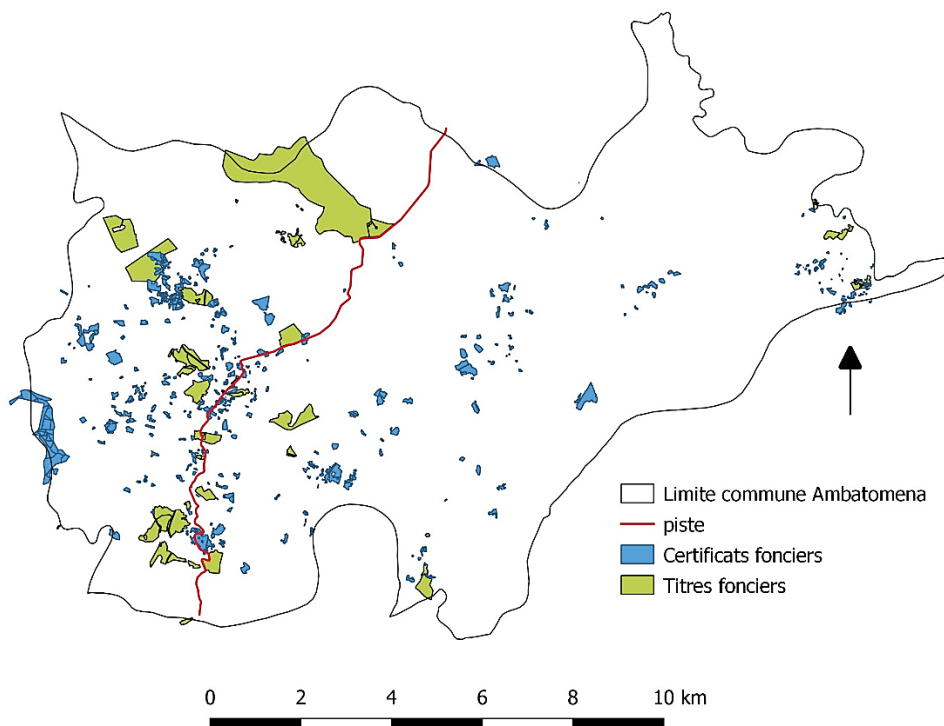 Limite commune Ambatomena
piste
Certificats fonciers
Titres fonciers
0 2 4 6 8 10 km